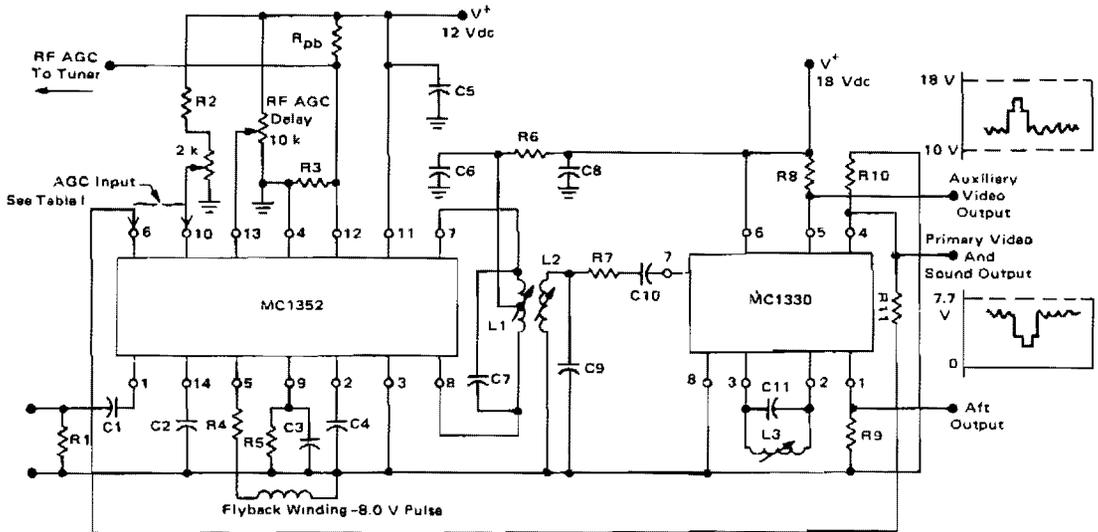 V+
12 Vdc
Rpb
RF AGC
To Tuner
R2
RF AGC
Delay
10 k
C5
V+
18 Vdc
18 V
10 V
2 k
R3
R6
C6
C8
R8
R10
AGC Input
See Table I
Auxiliary
Video
Output
6
10
13
4
12
11
7
6
5
4
Primary Video
And
Sound Output
L2
R7
7
C10
MC1352
MC1330
R11
7.7
V
0
L1
C7
C9
1
14
5
9
2
3
8
8
3
2
1
C11
C1
R1
C2
R4
R5
C3
C4
L3
R9
Aft
Output
Flyback Winding -8.0 V Pulse